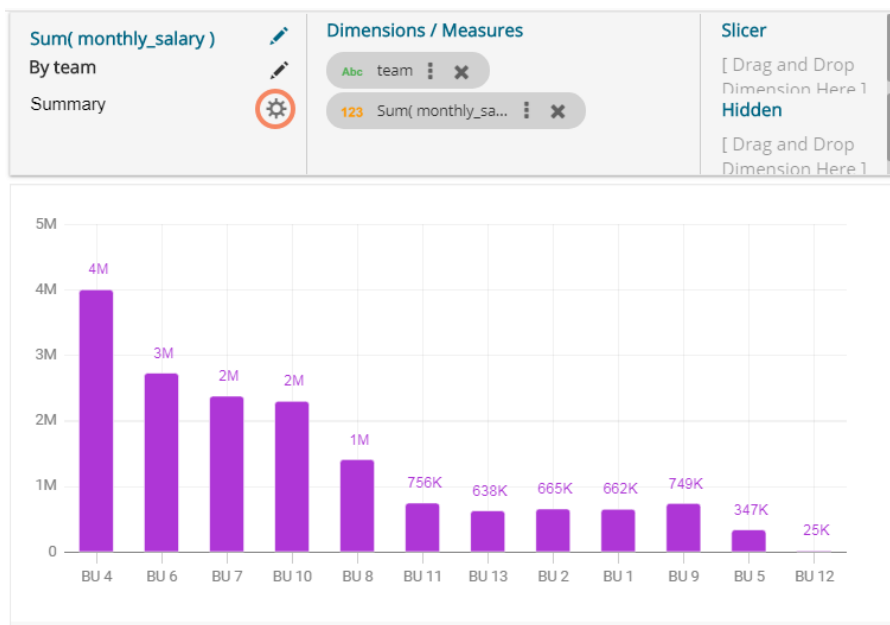 Sum( monthly_salary )
By team
Summary
Dimensions / Measures
Abc team
123 Sum( monthly_sa...
Slicer
[ Drag and Drop
Dimension Here ]
Hidden
[ Drag and Drop
Dimension Here ]
5M
4M
3M
2M
1M
0
4M
3M
2M
2M
1M
756K
638K
665K
662K
749K
347K
25K
BU 4 BU 6 BU 7 BU 10 BU 8 BU 11 BU 13 BU 2 BU 1 BU 9 BU 5 BU 12